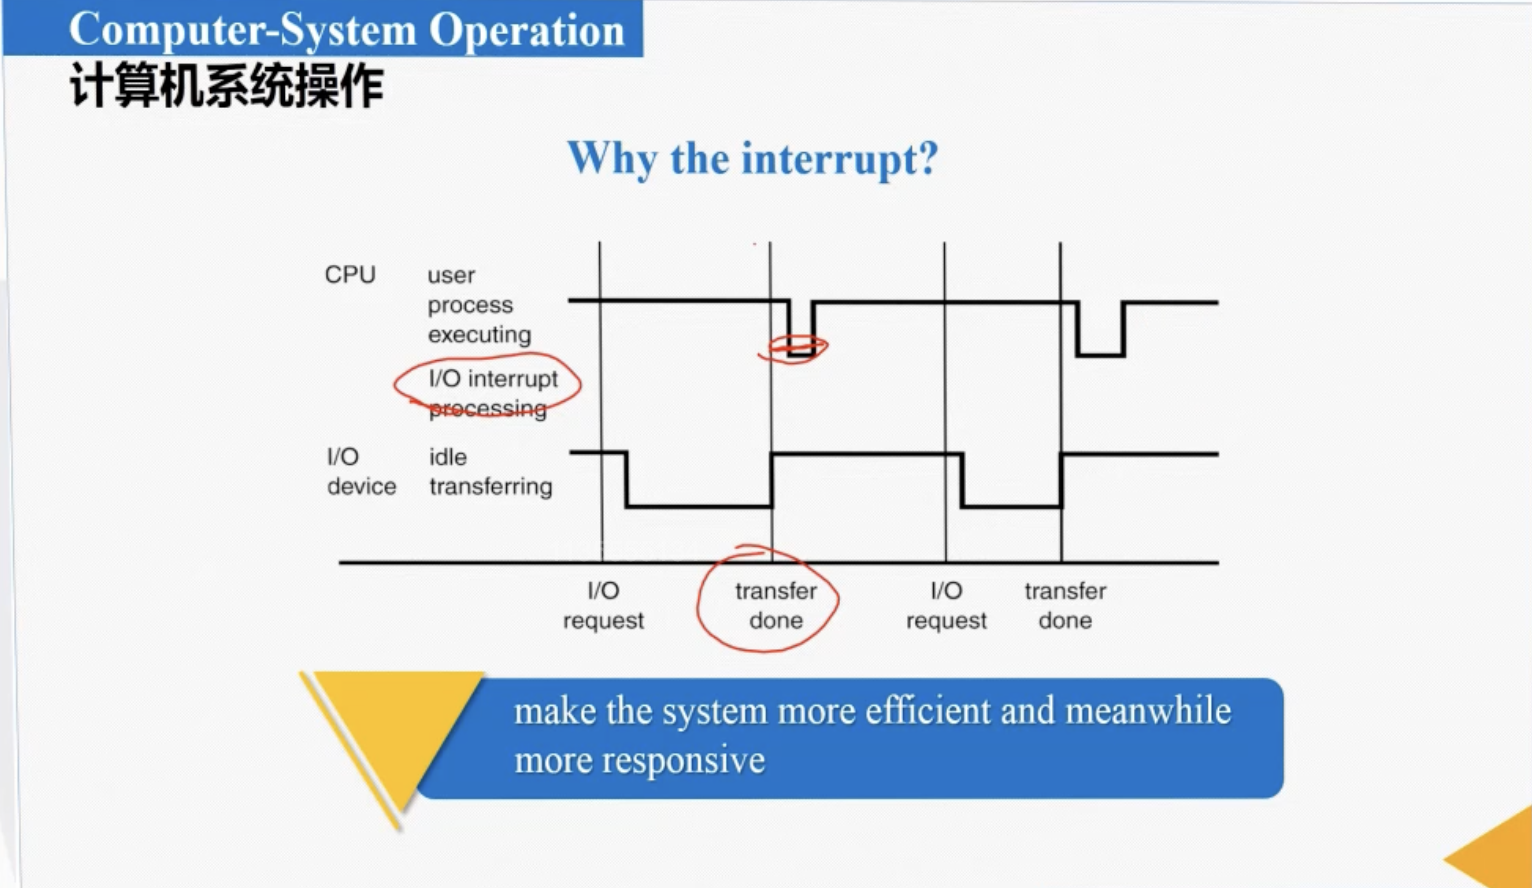 Computer-System Operation
计算机系统操作
Why the interrupt?
CPU user
process
executing
I/O interrupt
processing
I/O idle
device transferring
I/O transfer I/O transfer
request done request done
make the system more efficient and meanwhile
more responsive